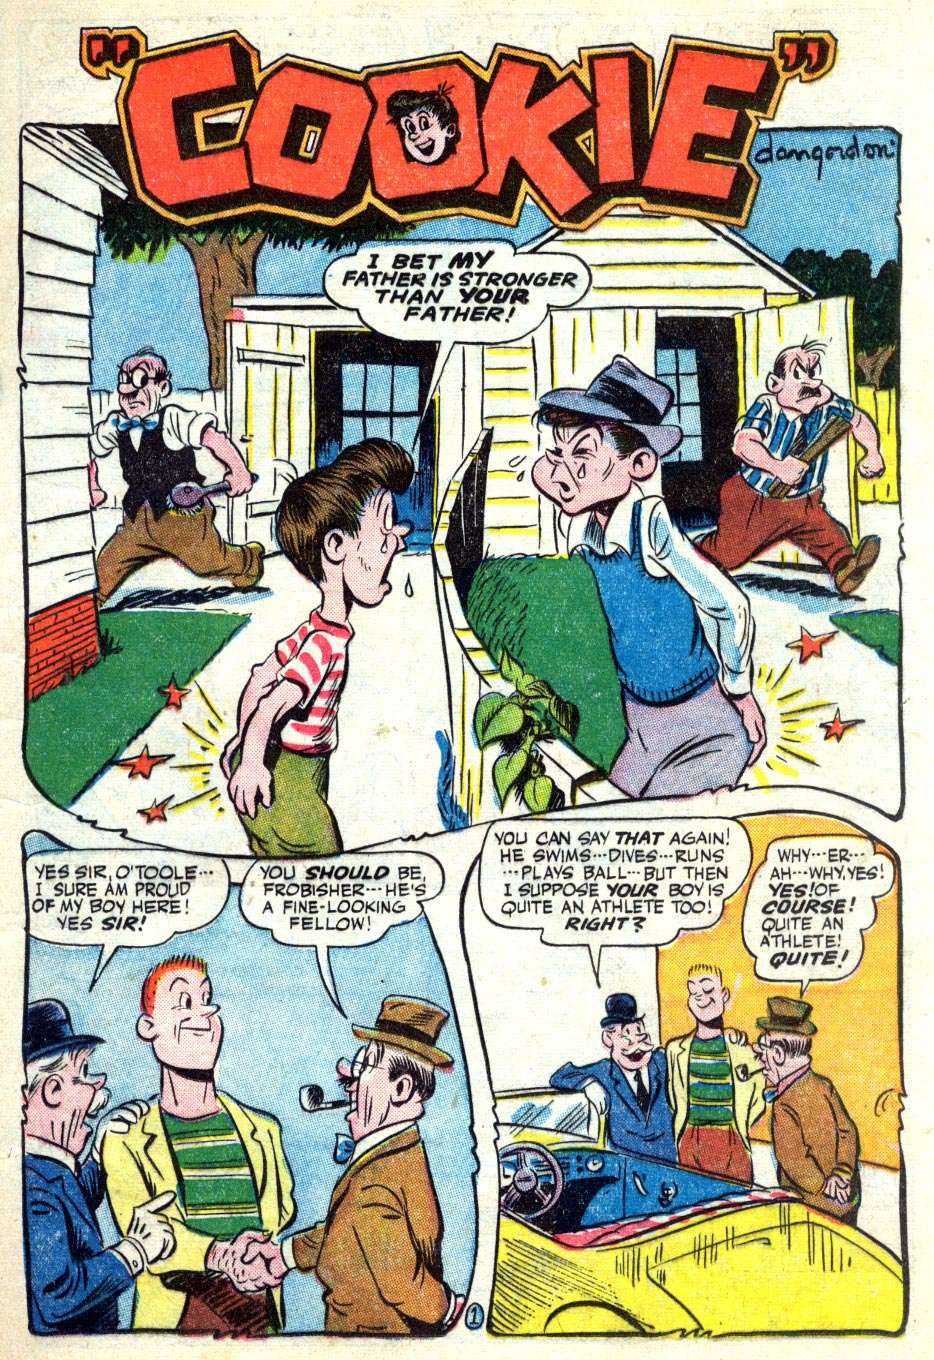 "COOKIE"
dangordon
I BET MY
FATHER IS STRONGER
THAN YOUR
FATHER!
YES SIR, O'TOOLE---
I SURE AM PROUD
OF MY BOY HERE!
YES SIR!
YOU SHOULD BE,
FROBISHER---HE'S
A FINE-LOOKING
FELLOW!
YOU CAN SAY THAT AGAIN!
HE SWIMS---DIVES---RUNS
---PLAYS BALL---BUT THEN
I SUPPOSE YOUR BOY IS
QUITE AN ATHLETE TOO!
RIGHT?
WHY---ER---
AH---WHY, YES!
YES! OF
COURSE!
QUITE AN
ATHLETE!
QUITE!
1